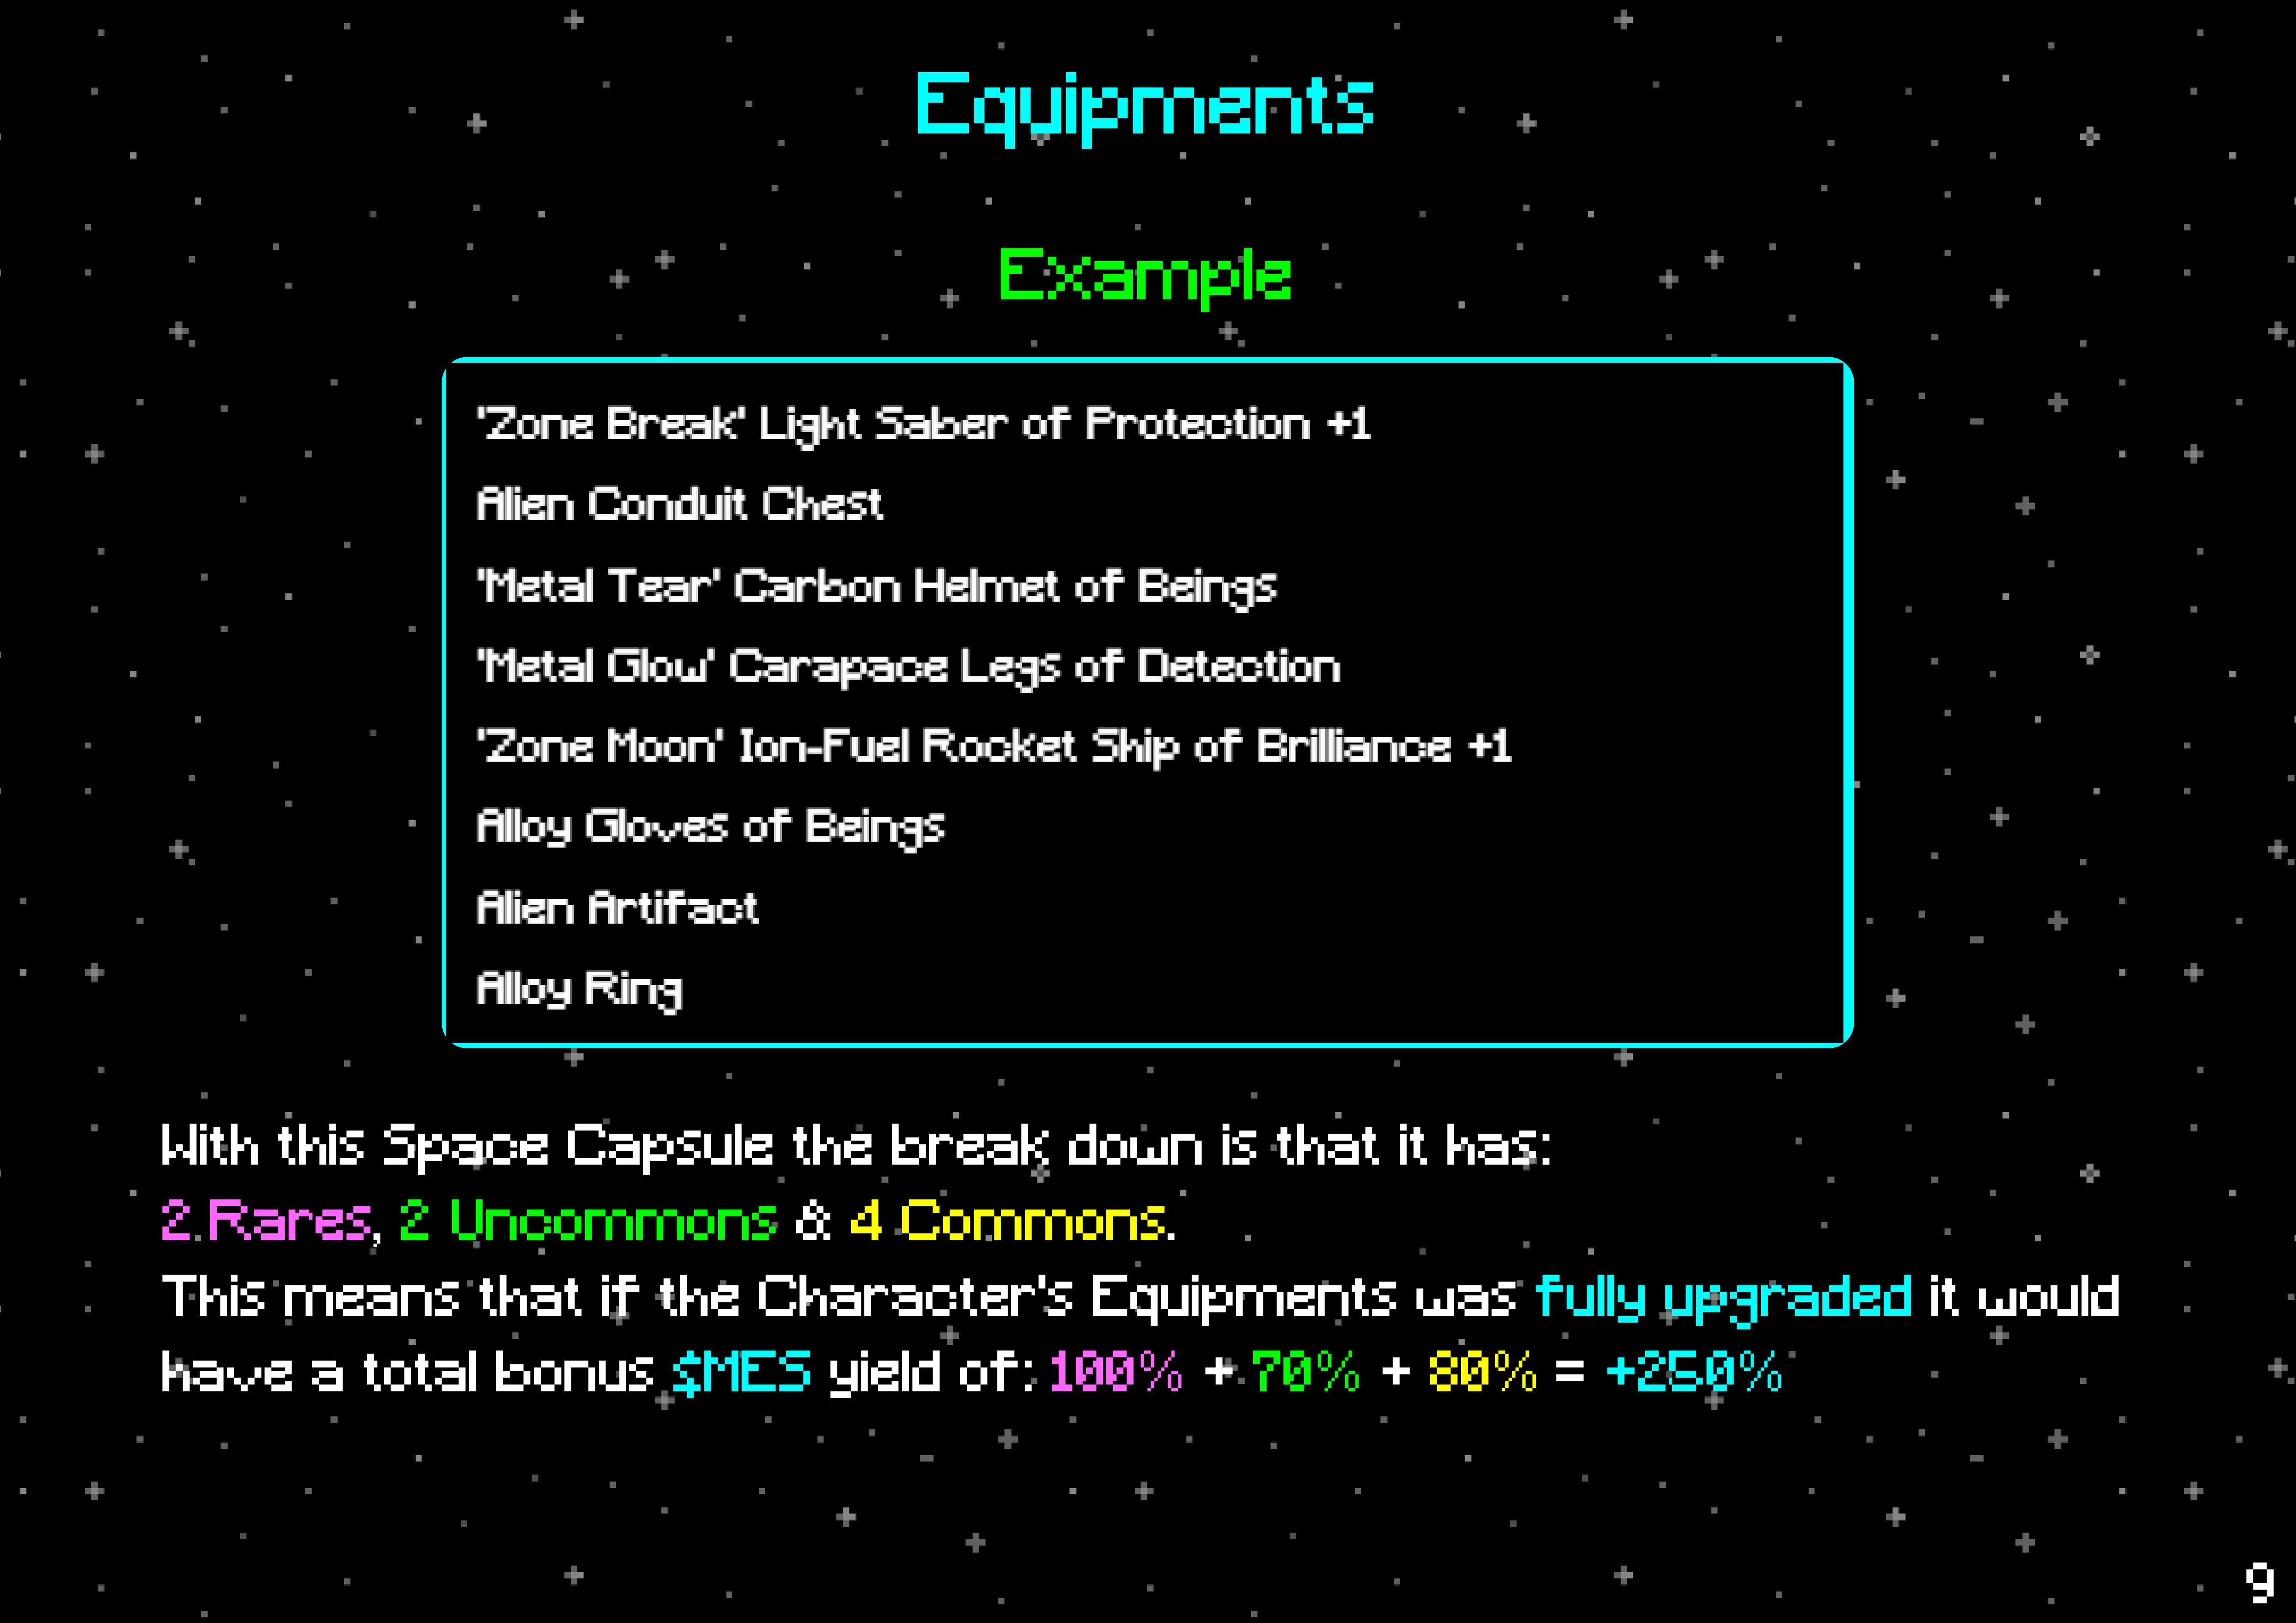 Equipments
Example
'Zone Break' Light Saber of Protection +1
Alien Conduit Chest
'Metal Tear' Carbon Helmet of Beings
'Metal Glow' Carapace Legs of Detection
'Zone Moon' Ion-Fuel Rocket Ship of Brilliance +1
Alloy Gloves of Beings
Alien Artifact
Alloy Ring
With this Space Capsule the break down is that it has:
2 Rares, 2 Uncommons & 4 Commons.
This means that if the Character's Equipments was fully upgraded it would
have a total bonus $MES yield of: 100% + 70% + 80% = +250%
9